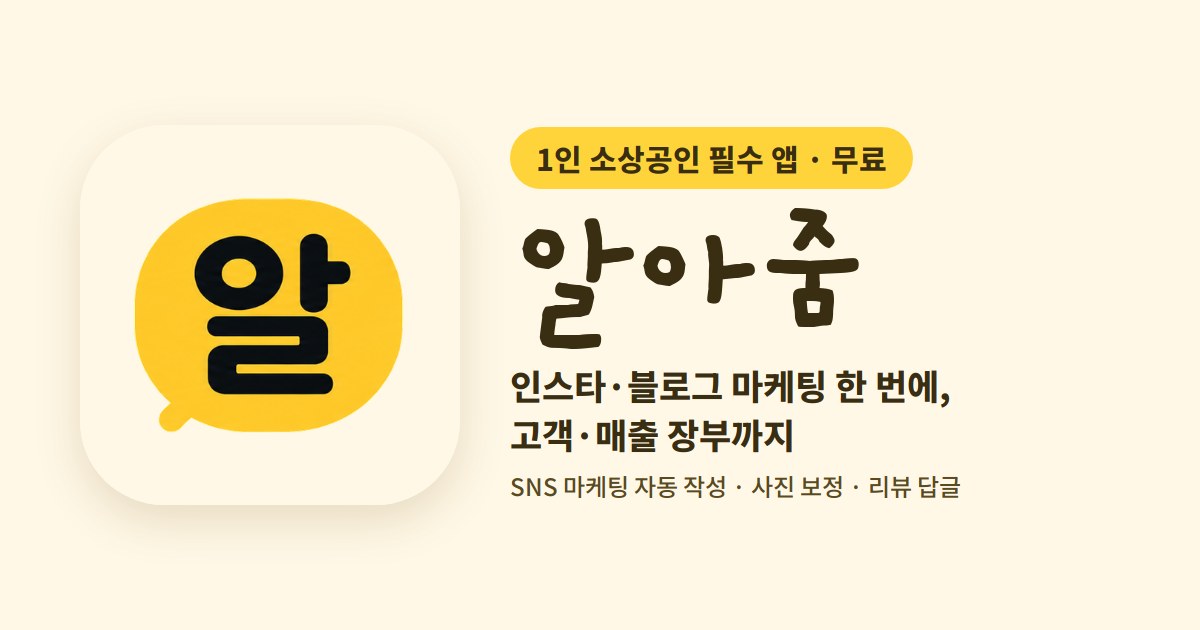 알
1인 소상공인 필수 앱 · 무료
알아줌
인스타·블로그 마케팅 한 번에,
고객·매출 장부까지
SNS 마케팅 자동 작성 · 사진 보정 · 리뷰 답글